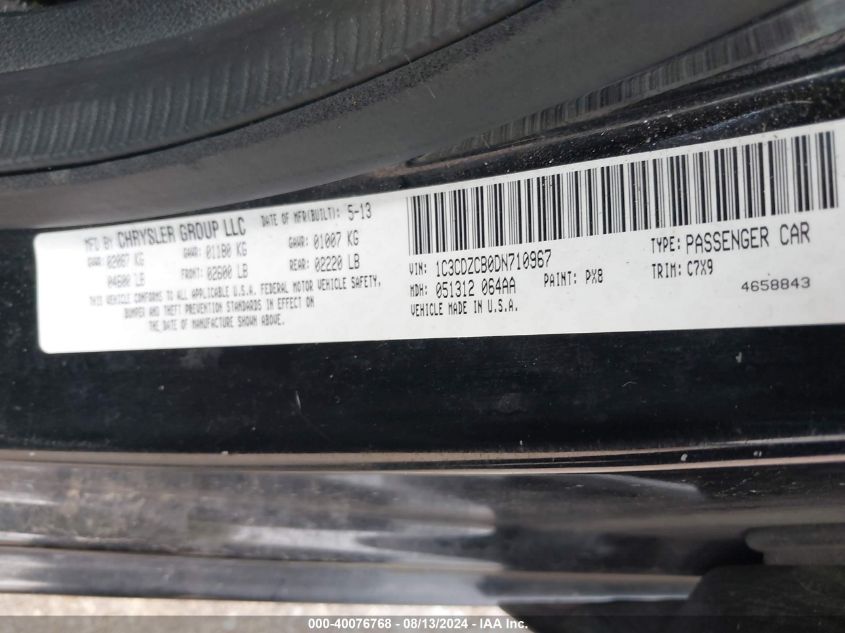 MFD BY CHRYSLER GROUP LLC DATE OF MFR(BUILT): 5-13
GVWR: 02087 KG GAWR: 01180 KG GAWR: 01007 KG
04600 LB FRONT: 02600 LB REAR: 02220 LB
THIS VEHICLE CONFORMS TO ALL APPLICABLE U.S.A. FEDERAL MOTOR VEHICLE SAFETY,
BUMPER AND THEFT PREVENTION STANDARDS IN EFFECT ON
THE DATE OF MANUFACTURE SHOWN ABOVE.
VIN: 1C3CDZCB0DN710967 TYPE: PASSENGER CAR
MDH: 051312 064AA PAINT: PX8 TRIM: C7X9
VEHICLE MADE IN U.S.A. 4658843
000-40076768 - 08/13/2024 - IAA Inc.